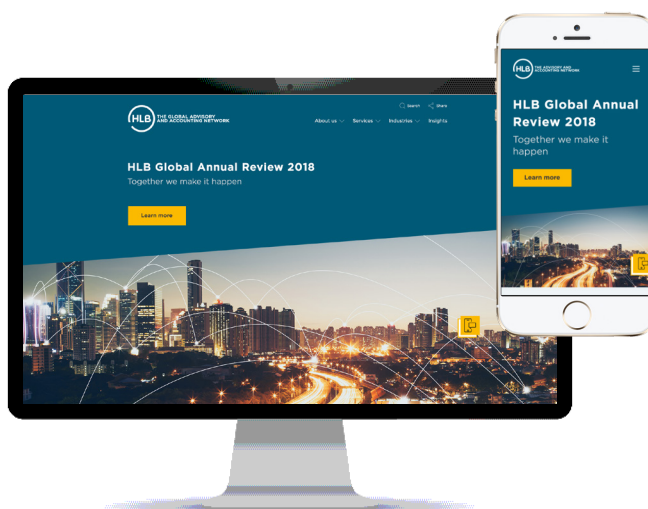 Search Share
HLB THE GLOBAL ADVISORY
AND ACCOUNTING NETWORK
About us Services Industries Insights
HLB Global Annual Review 2018
Together we make it happen
Learn more
HLB THE ADVISORY AND
ACCOUNTING NETWORK
HLB Global Annual
Review 2018
Together we make it
happen
Learn more